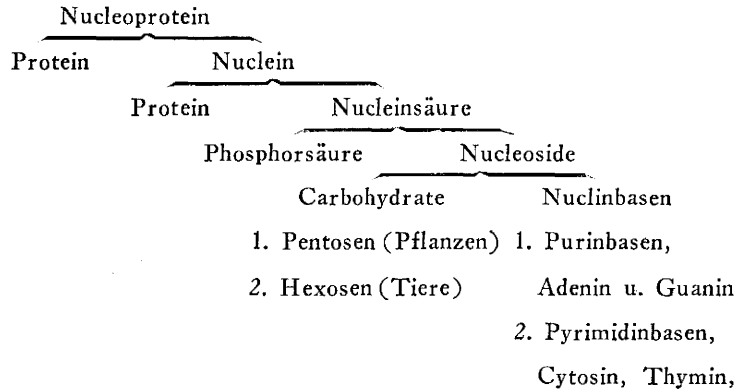 Nucleoprotein
Protein Nuclein
Protein Nucleinsäure
Phosphorsäure Nucleoside
Carbohydrate Nuclinbasen
1. Pentosen (Pflanzen) 1. Purinbasen,
2. Hexosen (Tiere) Adenin u. Guanin
2. Pyrimidinbasen,
Cytosin, Thymin,